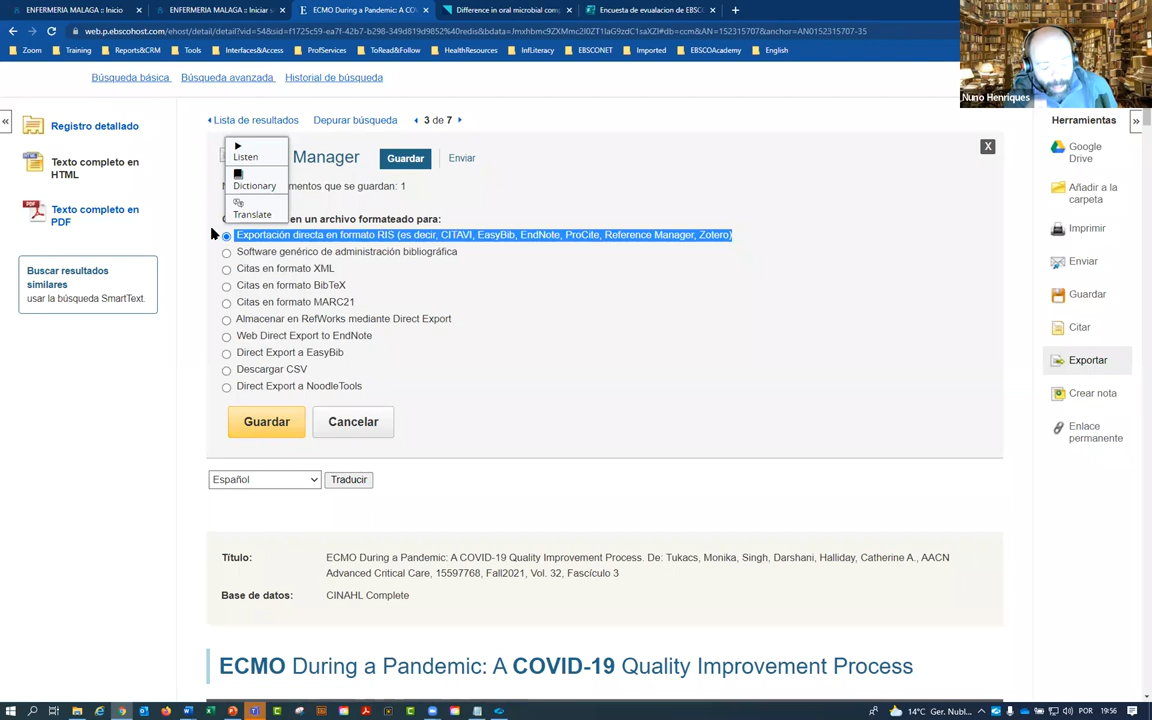 ENFERMERIA MALAGA :: Inicio
ENFERMERIA MALAGA :: Iniciar s
ECMO During a Pandemic: A CO
Difference in oral microbial com
Encuesta de evualacion de EBSC
web.p.ebscohost.com/ehost/detail/detail?vid=54&sid=f1725c59-ea7f-42b7-b298-349d819d9852%40redis&bdata=Jmxhbmc9ZXMmc2l0ZT1laG9zdC1saXZl#db=ccm&AN=152315707&anchor=AN0152315707-35
Zoom
Training
Reports&CRM
Tools
Interfaces&Access
ProfServices
ToRead&Follow
HealthResources
InfLiteracy
EBSCONET
Imported
EBSCOAcademy
English
Nuno Henriques
Búsqueda básica
Búsqueda avanzada
Historial de búsqueda
Registro detallado
Texto completo en
HTML
PDF
Texto completo en
PDF
Buscar resultados
similares
usar la búsqueda SmartText.
Lista de resultados
Depurar búsqueda
3 de 7
Manager
Guardar
Enviar
X
Listen
Dictionary
Translate
mentos que se guardan: 1
en un archivo formateado para:
Exportación directa en formato RIS (es decir, CITAVI, EasyBib, EndNote, ProCite, Reference Manager, Zotero)
Software genérico de administración bibliográfica
Citas en formato XML
Citas en formato BibTeX
Citas en formato MARC21
Almacenar en RefWorks mediante Direct Export
Web Direct Export to EndNote
Direct Export a EasyBib
Descargar CSV
Direct Export a NoodleTools
Guardar
Cancelar
Español
Traducir
Título:
ECMO During a Pandemic: A COVID-19 Quality Improvement Process. De: Tukacs, Monika, Singh, Darshani, Halliday, Catherine A., AACN
Advanced Critical Care, 15597768, Fall2021, Vol. 32, Fascículo 3
Base de datos:
CINAHL Complete
ECMO During a Pandemic: A COVID-19 Quality Improvement Process
Herramientas
Google
Drive
Añadir a la
carpeta
Imprimir
Enviar
Guardar
Citar
Exportar
Crear nota
Enlace
permanente
14°C Ger. Nubl...
POR
19:56